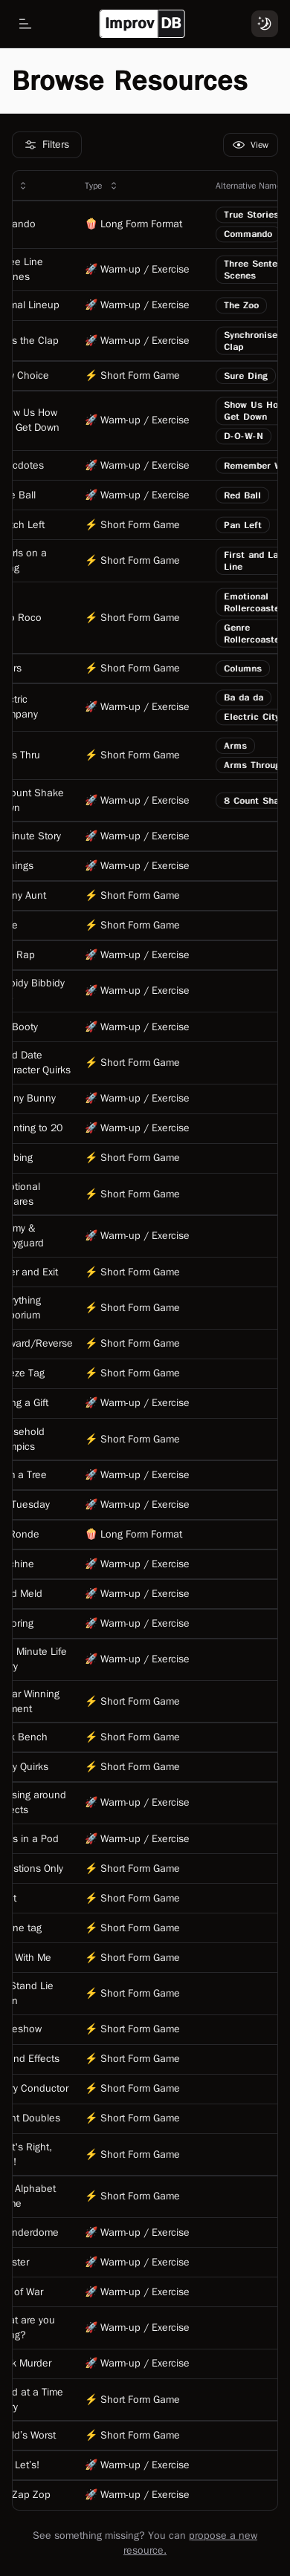 Improv DB
Browse Resources
Filters
View
Type
Alternative Name
True Stories
ando 🍿 Long Form Format
Commando
ee Line
nes
🚀 Warm-up / Exercise
Three Sente
Scenes
mal Lineup 🚀 Warm-up / Exercise The Zoo
s the Clap 🚀 Warm-up / Exercise
Synchronise
Clap
Choice ⚡ Short Form Game Sure Ding
w Us How
Get Down
🚀 Warm-up / Exercise
Show Us Ho
Get Down
D-O-W-N
cdotes 🚀 Warm-up / Exercise Remember
Ball 🚀 Warm-up / Exercise Red Ball
tch Left ⚡ Short Form Game Pan Left
rls on a
g
⚡ Short Form Game
First and La
Line
Roco ⚡ Short Form Game
Emotional
Rollercoaste
Genre
Rollercoaste
rs ⚡ Short Form Game Columns
ctric
mpany
🚀 Warm-up / Exercise
Ba da da
Electric City
s Thru ⚡ Short Form Game
Arms
Arms Throug
ount Shake
wn
🚀 Warm-up / Exercise 8 Count Sha
inute Story 🚀 Warm-up / Exercise
ings 🚀 Warm-up / Exercise
ny Aunt ⚡ Short Form Game
e ⚡ Short Form Game
Rap 🚀 Warm-up / Exercise
pidy Bibbidy
🚀 Warm-up / Exercise
Booty 🚀 Warm-up / Exercise
d Date
racter Quirks
⚡ Short Form Game
ny Bunny 🚀 Warm-up / Exercise
nting to 20 🚀 Warm-up / Exercise
bing ⚡ Short Form Game
otional
ares
⚡ Short Form Game
my &
yguard
🚀 Warm-up / Exercise
er and Exit ⚡ Short Form Game
rything
porium
⚡ Short Form Game
ward/Reverse ⚡ Short Form Game
eze Tag ⚡ Short Form Game
ng a Gift 🚀 Warm-up / Exercise
sehold
mpics
⚡ Short Form Game
n a Tree 🚀 Warm-up / Exercise
Tuesday 🚀 Warm-up / Exercise
Ronde 🍿 Long Form Format
chine 🚀 Warm-up / Exercise
d Meld 🚀 Warm-up / Exercise
oring 🚀 Warm-up / Exercise
Minute Life
ry
🚀 Warm-up / Exercise
ar Winning
ment
⚡ Short Form Game
k Bench ⚡ Short Form Game
y Quirks ⚡ Short Form Game
sing around
ects
🚀 Warm-up / Exercise
s in a Pod 🚀 Warm-up / Exercise
stions Only ⚡ Short Form Game
t ⚡ Short Form Game
ne tag ⚡ Short Form Game
With Me ⚡ Short Form Game
Stand Lie
n
⚡ Short Form Game
eshow ⚡ Short Form Game
nd Effects ⚡ Short Form Game
ry Conductor ⚡ Short Form Game
nt Doubles ⚡ Short Form Game
t's Right,
!
⚡ Short Form Game
Alphabet
me
⚡ Short Form Game
nderdome 🚀 Warm-up / Exercise
ster 🚀 Warm-up / Exercise
of War 🚀 Warm-up / Exercise
at are you
ng?
🚀 Warm-up / Exercise
k Murder 🚀 Warm-up / Exercise
d at a Time
ry
⚡ Short Form Game
ld's Worst ⚡ Short Form Game
Let's! 🚀 Warm-up / Exercise
Zap Zop 🚀 Warm-up / Exercise
See something missing? You can propose a new
resource.